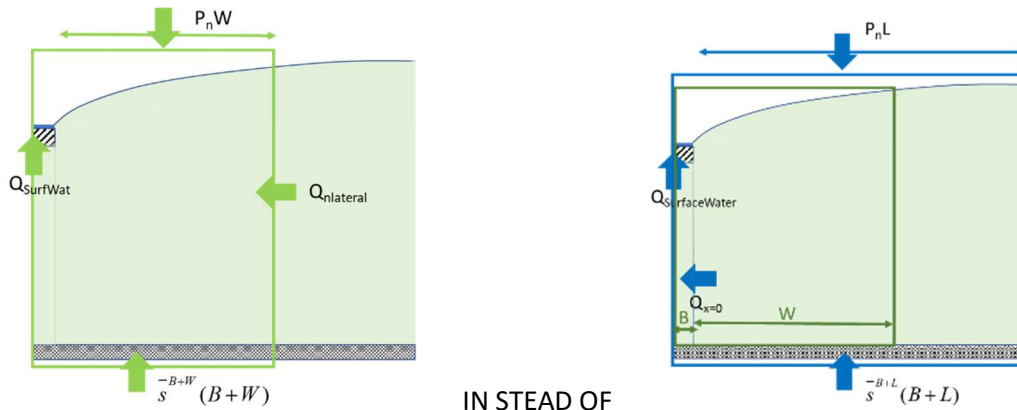 PnW
QSurfWat
Qnlateral
s̄^-B+W (B+W)
IN STEAD OF
PnL
QSurfaceWater
Qx=0
B
W
s̄^-B+L (B+L)